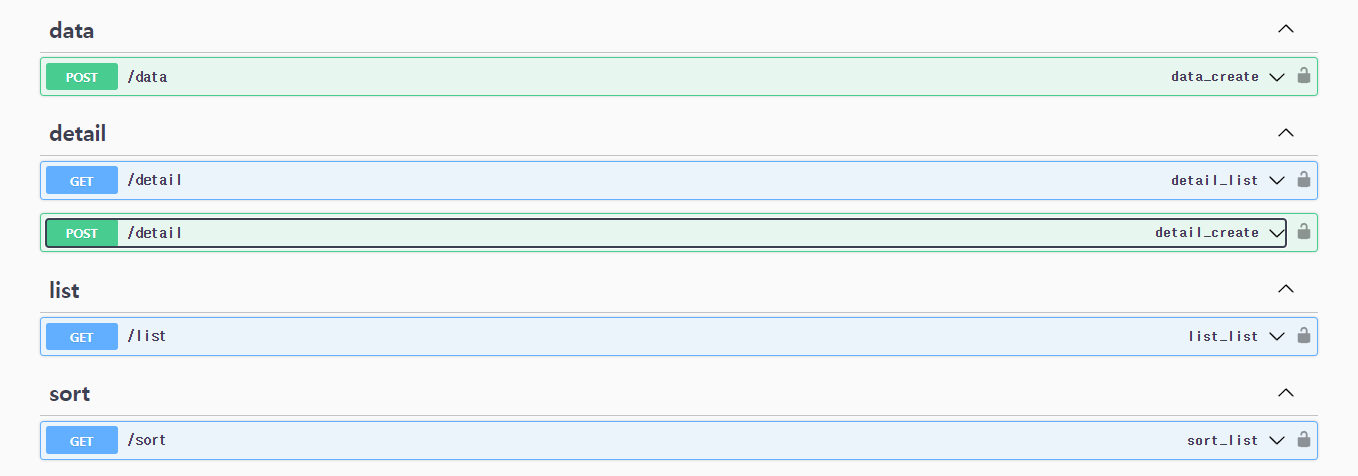 data
POST /data data_create
detail
GET /detail detail_list
POST /detail detail_create
list
GET /list list_list
sort
GET /sort sort_list